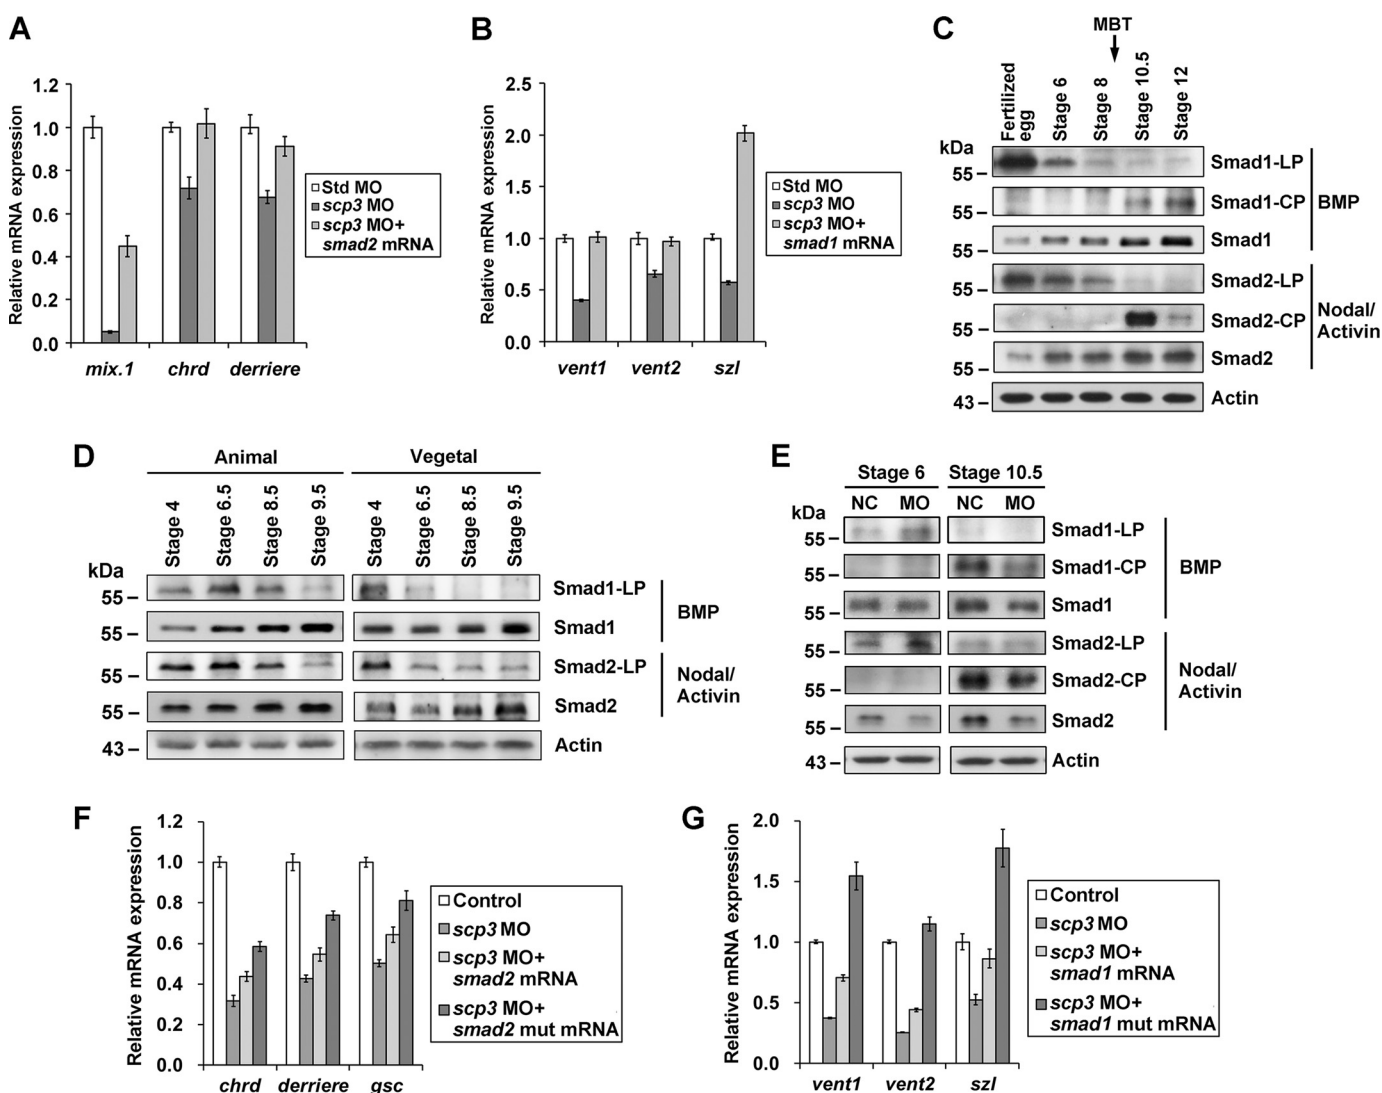 A
Relative mRNA expression
1.2
1.0
0.8
0.6
0.4
0.2
0.0
mix.1 chrd derriere
Std MO
scp3 MO
scp3 MO+
smad2 mRNA
B
Relative mRNA expression
2.5
2.0
1.5
1.0
0.5
0.0
vent1 vent2 szl
Std MO
scp3 MO
scp3 MO+
smad1 mRNA
C
MBT
Fertilized
egg
Stage 6
Stage 8
Stage 10.5
Stage 12
kDa
55 Smad1-LP
55 Smad1-CP
55 Smad1
BMP
55 Smad2-LP
55 Smad2-CP
55 Smad2
Nodal/
Activin
43 Actin
D
Animal Vegetal
Stage 4
Stage 6.5
Stage 8.5
Stage 9.5
Stage 4
Stage 6.5
Stage 8.5
Stage 9.5
kDa
55 Smad1-LP
55 Smad1
BMP
55 Smad2-LP
55 Smad2
Nodal/
Activin
43 Actin
E
Stage 6 Stage 10.5
NC MO NC MO
kDa
55 Smad1-LP
55 Smad1-CP
55 Smad1
BMP
55 Smad2-LP
55 Smad2-CP
55 Smad2
Nodal/
Activin
43 Actin
F
Relative mRNA expression
1.2
1.0
0.8
0.6
0.4
0.2
0.0
chrd derriere gsc
Control
scp3 MO
scp3 MO+
smad2 mRNA
scp3 MO+
smad2 mut mRNA
G
Relative mRNA expression
2.0
1.5
1.0
0.5
0.0
vent1 vent2 szl
Control
scp3 MO
scp3 MO+
smad1 mRNA
scp3 MO+
smad1 mut mRNA